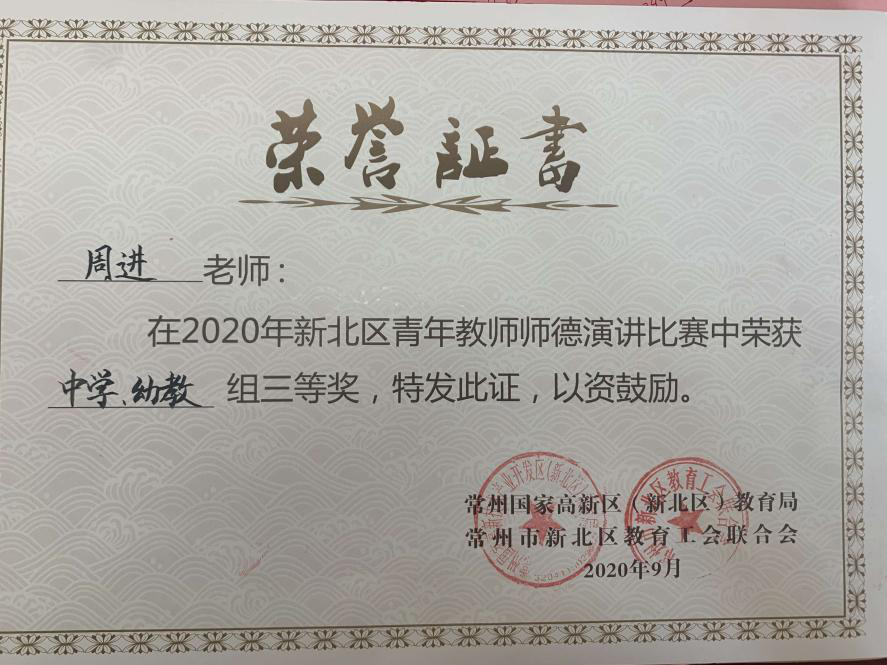 荣誉証书
周进 老师：
在2020年新北区青年教师师德演讲比赛中荣获
中学、幼教 组三等奖，特发此证，以资鼓励。
常州国家高新区（新北区）教育局
常州市新北区教育工会联合会
2020年9月